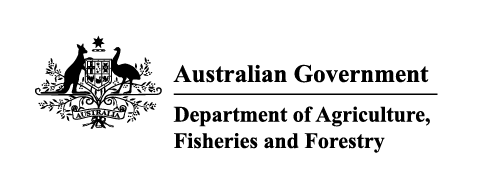 AUSTRALIA
Australian Government
Department of Agriculture,
Fisheries and Forestry